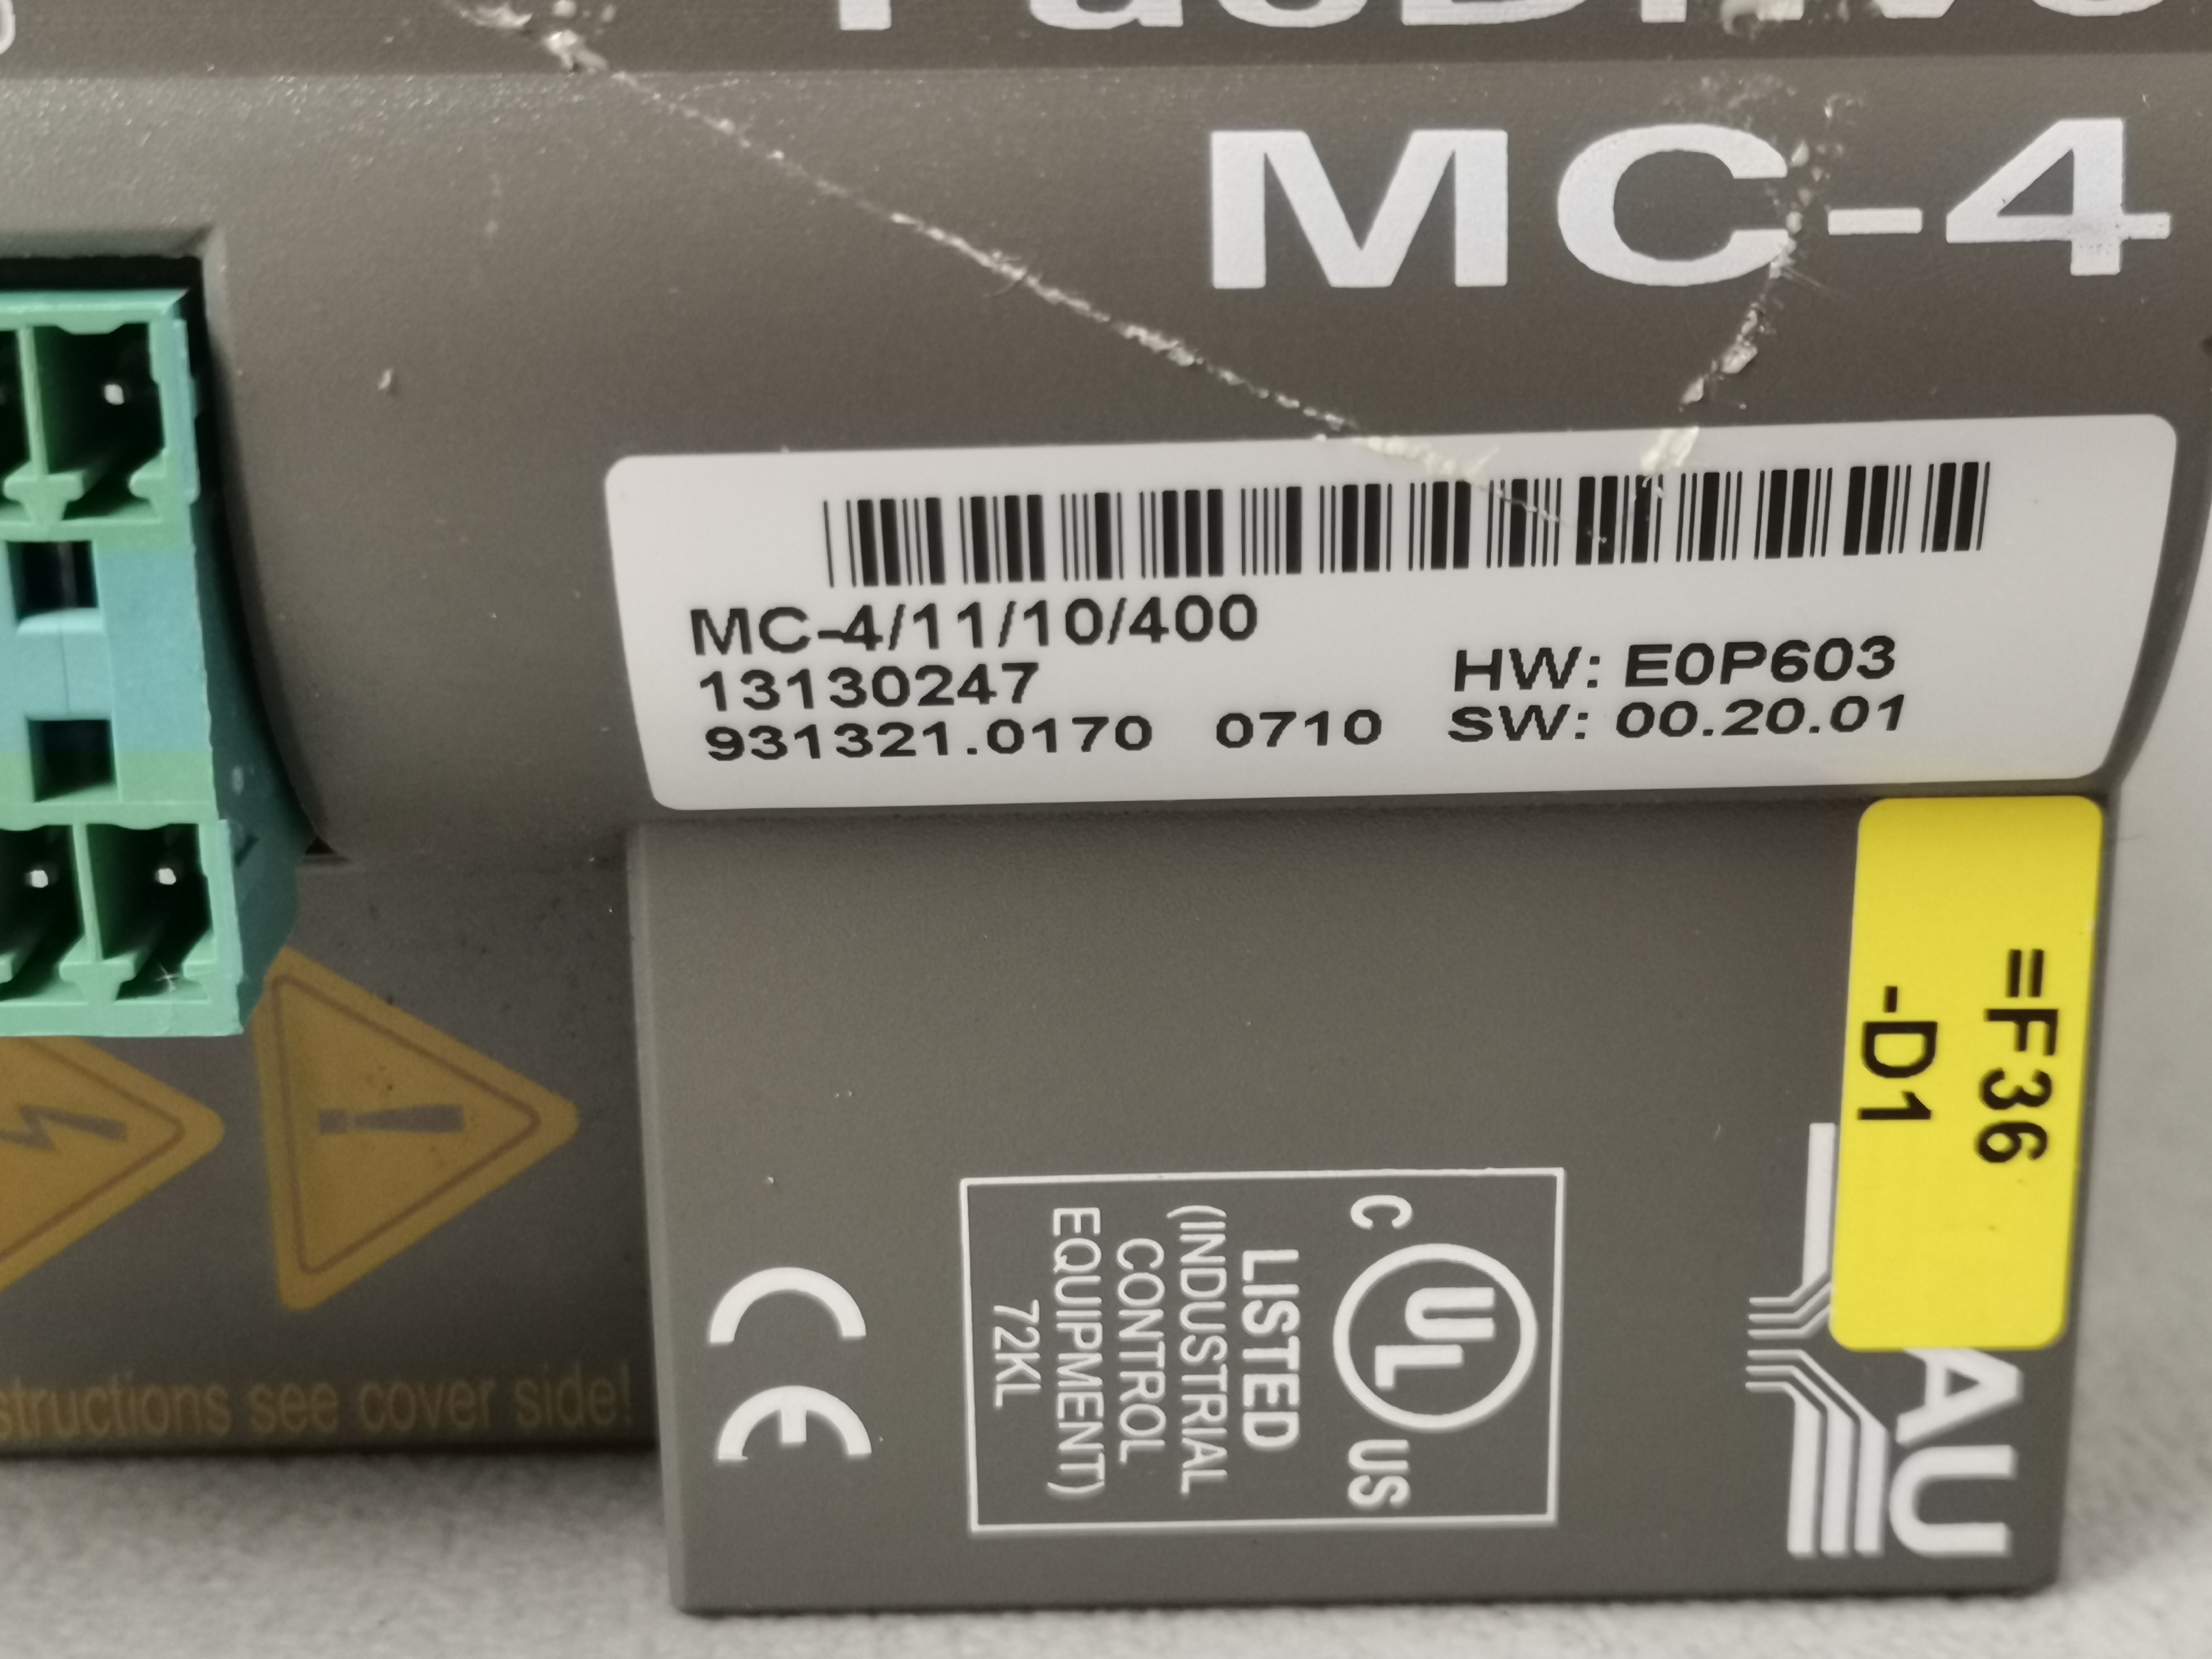 MC-4
MC-4/11/10/400
13130247
931321.0170 0710
HW: E0P603
SW: 00.20.01
=F36
-D1
AU
C UL US
LISTED
(INDUSTRIAL
CONTROL
EQUIPMENT)
72KL
CE
structions see cover side!